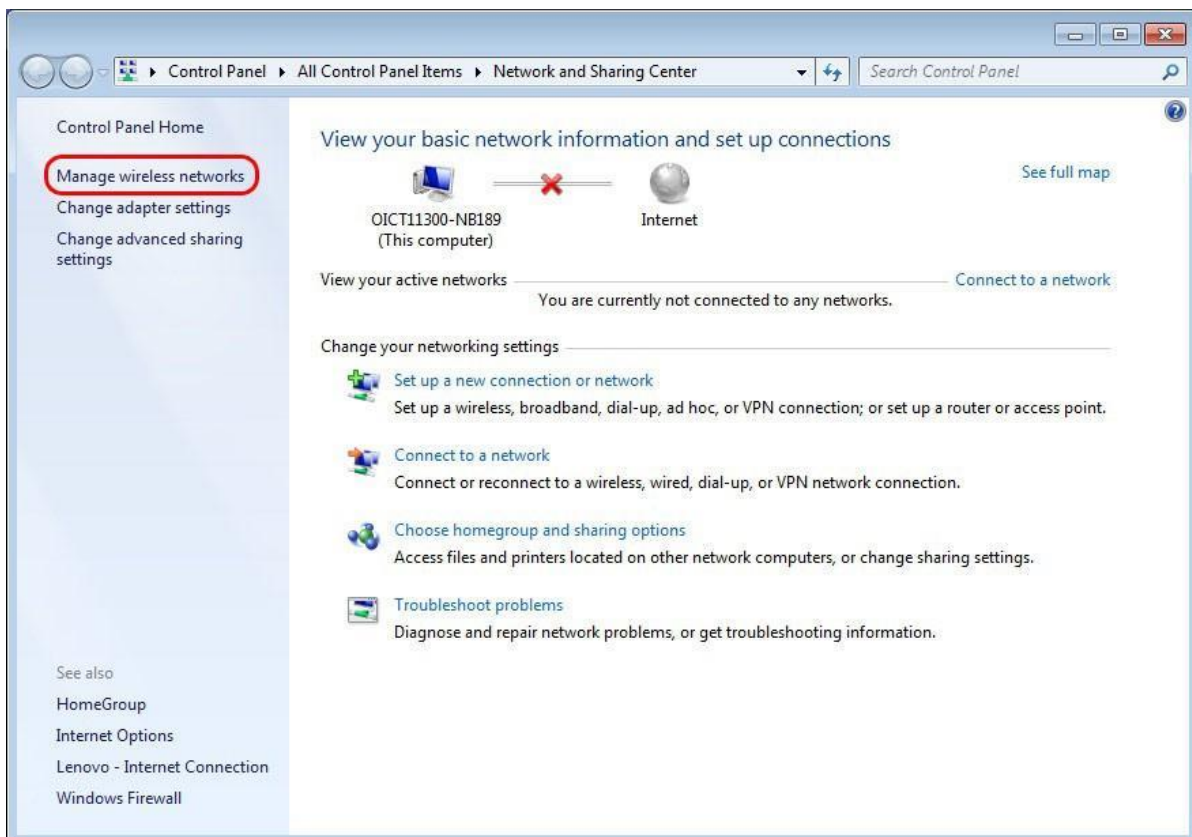 Control Panel All Control Panel Items Network and Sharing Center
Search Control Panel
Control Panel Home
Manage wireless networks
Change adapter settings
Change advanced sharing
settings
See also
HomeGroup
Internet Options
Lenovo - Internet Connection
Windows Firewall
View your basic network information and set up connections
See full map
OICT11300-NB189
(This computer)
Internet
View your active networks
Connect to a network
You are currently not connected to any networks.
Change your networking settings
Set up a new connection or network
Set up a wireless, broadband, dial-up, ad hoc, or VPN connection; or set up a router or access point.
Connect to a network
Connect or reconnect to a wireless, wired, dial-up, or VPN network connection.
Choose homegroup and sharing options
Access files and printers located on other network computers, or change sharing settings.
Troubleshoot problems
Diagnose and repair network problems, or get troubleshooting information.